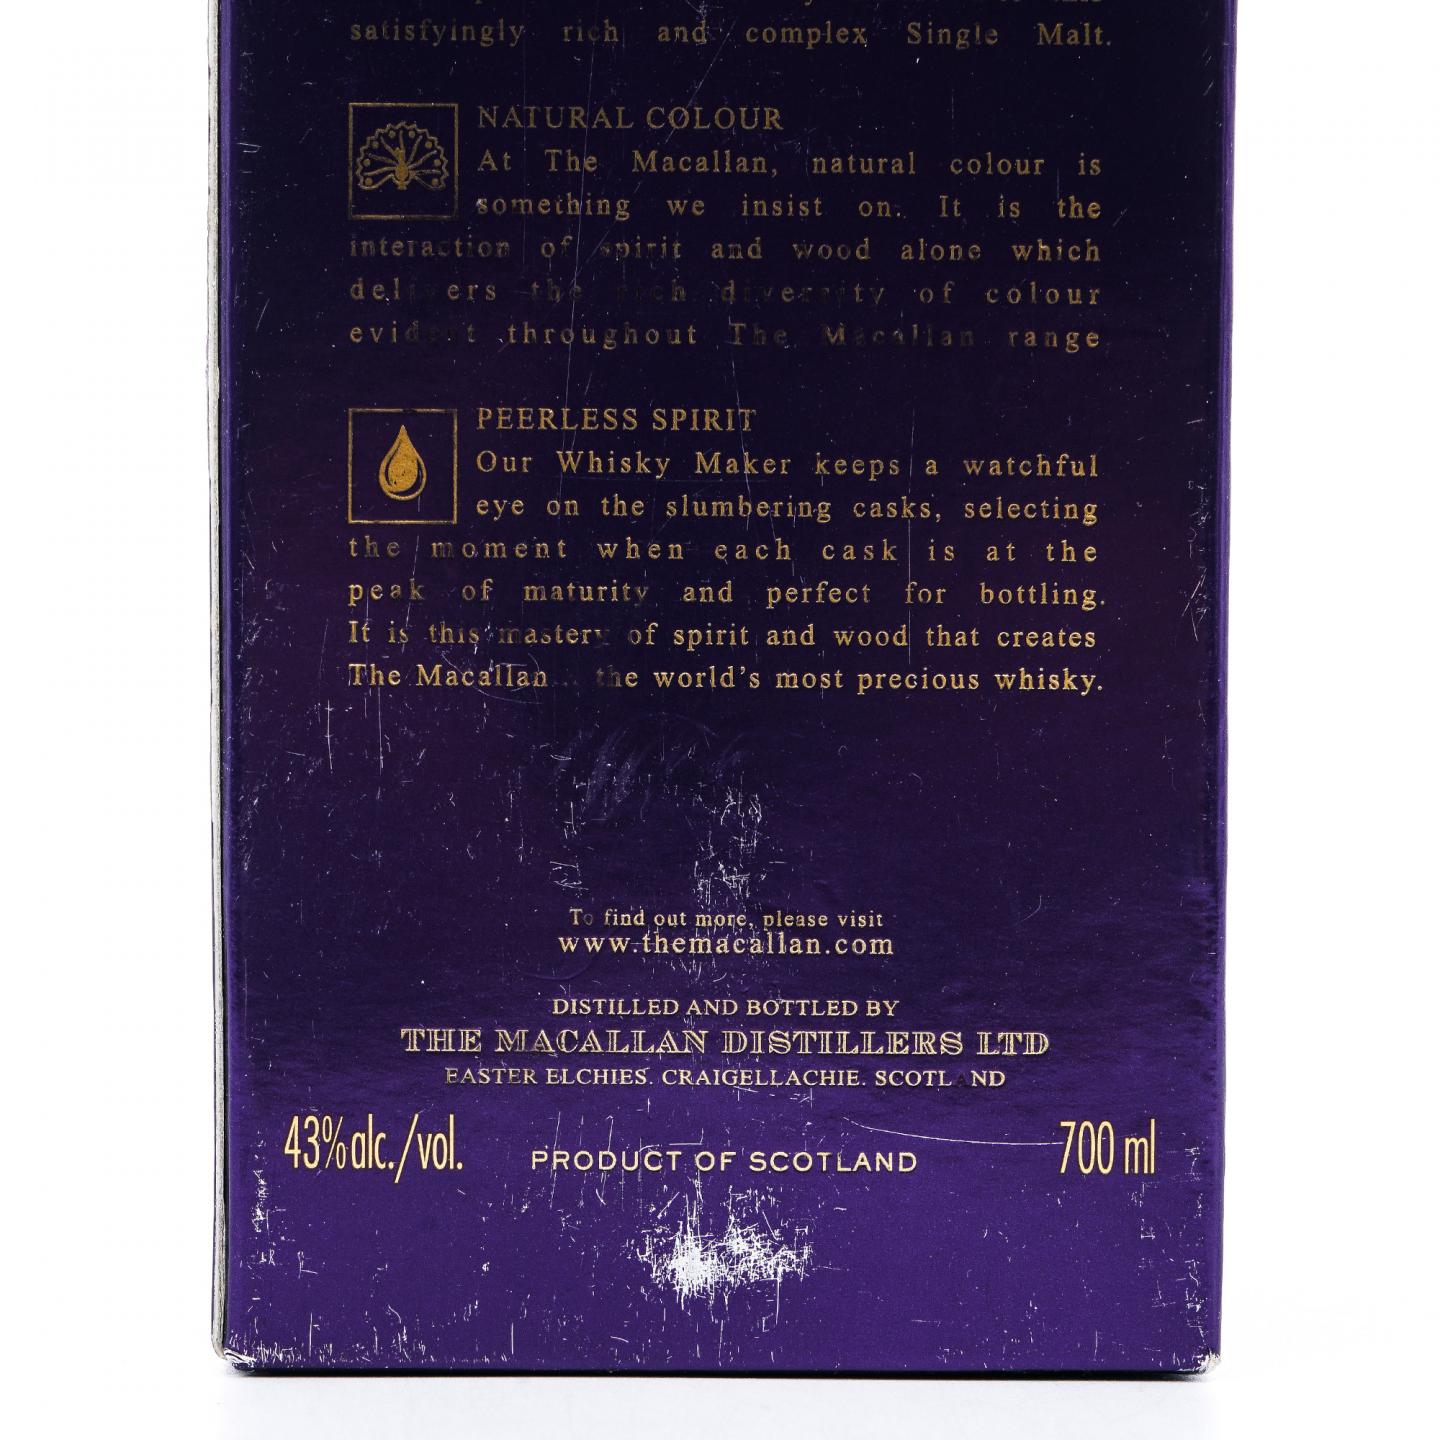 satisfyingly rich and complex Single Malt.
NATURAL COLOUR
At The Macallan, natural colour is
something we insist on. It is the
interaction of spirit and wood alone which
delivers the rich diversity of colour
evident throughout The Macallan range
PEERLESS SPIRIT
Our Whisky Maker keeps a watchful
eye on the slumbering casks, selecting
the moment when each cask is at the
peak of maturity and perfect for bottling.
It is this mastery of spirit and wood that creates
The Macallan... the world's most precious whisky.
To find out more, please visit
www.themacallan.com
DISTILLED AND BOTTLED BY
THE MACALLAN DISTILLERS LTD
EASTER ELCHIES. CRAIGELLACHIE. SCOTLAND
43%alc./vol.
PRODUCT OF SCOTLAND
700 ml